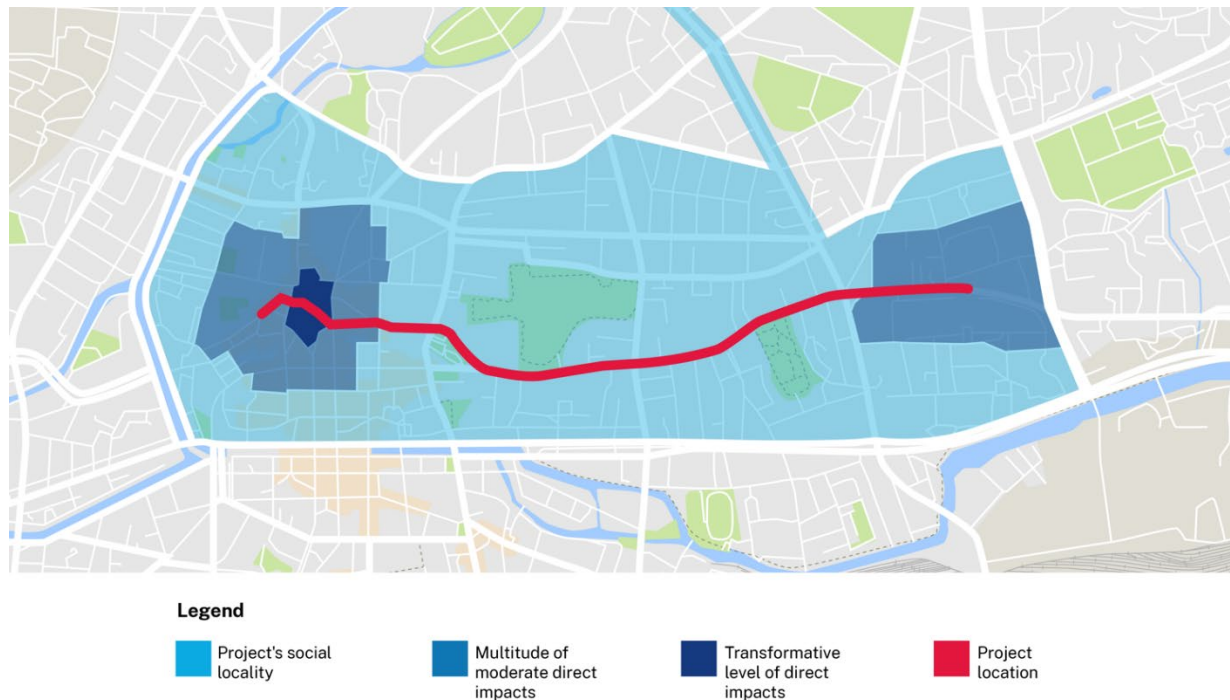 Legend
Project's social
locality
Multitude of
moderate direct
impacts
Transformative
level of direct
impacts
Project
location